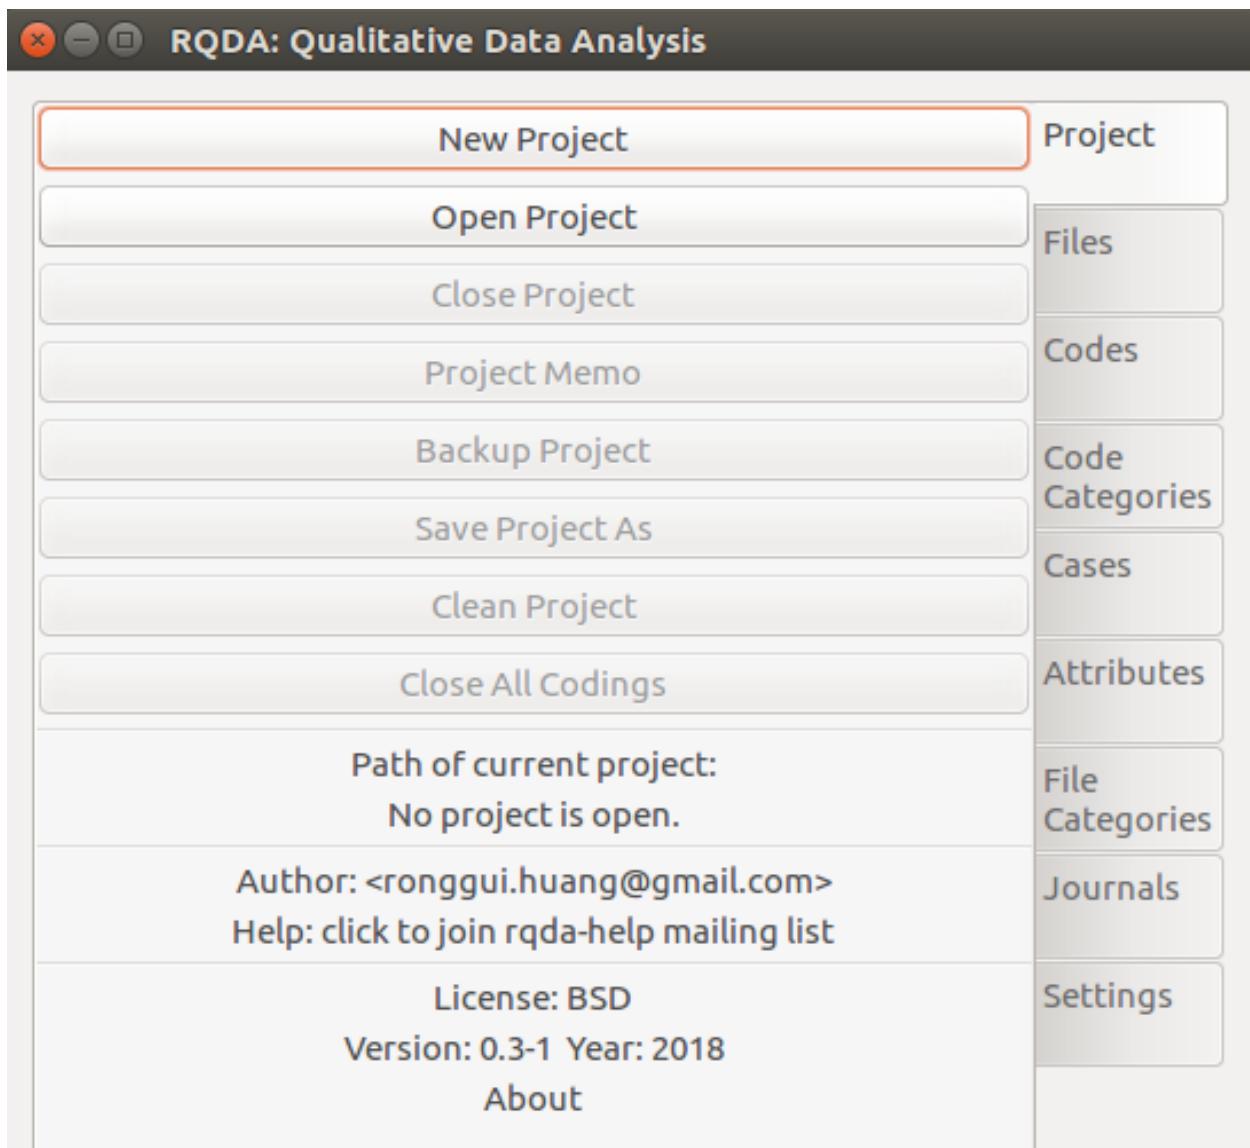 RQDA: Qualitative Data Analysis
New Project
Open Project
Close Project
Project Memo
Backup Project
Save Project As
Clean Project
Close All Codings
Path of current project:
No project is open.
Author: <ronggui.huang@gmail.com>
Help: click to join rqda-help mailing list
License: BSD
Version: 0.3-1 Year: 2018
About
Project
Files
Codes
Code
Categories
Cases
Attributes
File
Categories
Journals
Settings